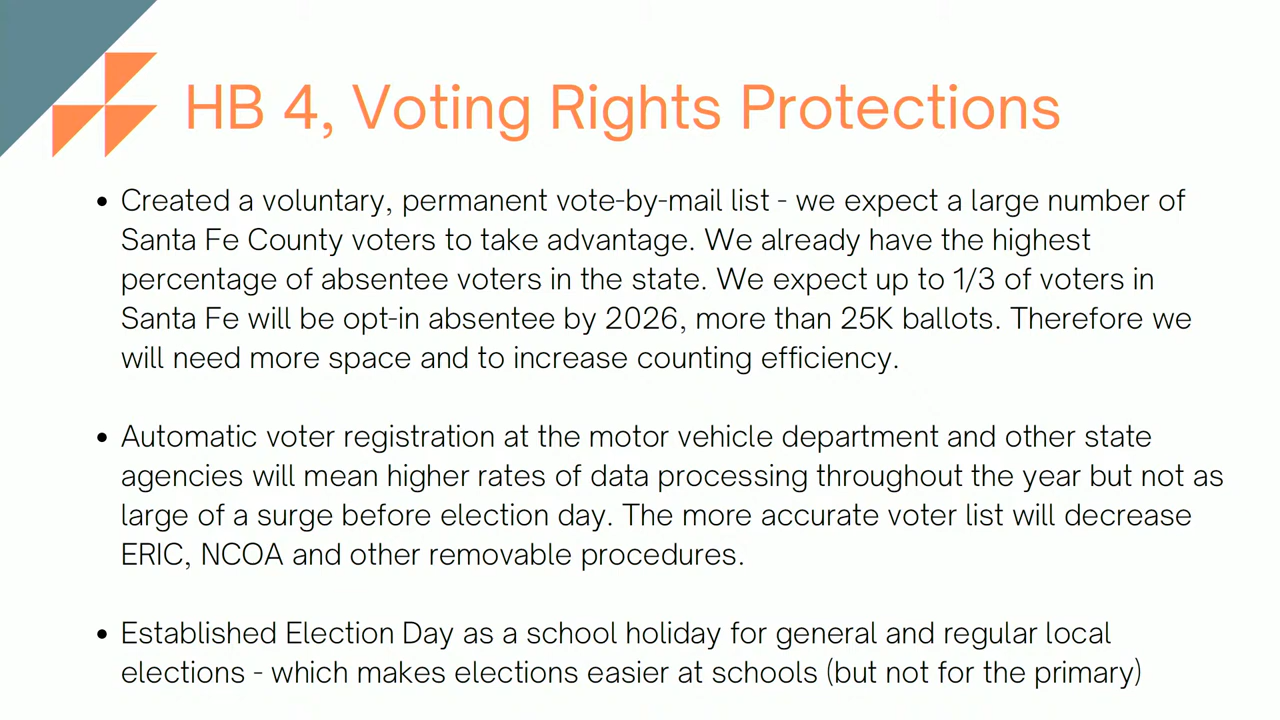 HB 4, Voting Rights Protections
• Created a voluntary, permanent vote-by-mail list - we expect a large number of
Santa Fe County voters to take advantage. We already have the highest
percentage of absentee voters in the state. We expect up to 1/3 of voters in
Santa Fe will be opt-in absentee by 2026, more than 25K ballots. Therefore we
will need more space and to increase counting efficiency.
• Automatic voter registration at the motor vehicle department and other state
agencies will mean higher rates of data processing throughout the year but not as
large of a surge before election day. The more accurate voter list will decrease
ERIC, NCOA and other removable procedures.
• Established Election Day as a school holiday for general and regular local
elections - which makes elections easier at schools (but not for the primary)